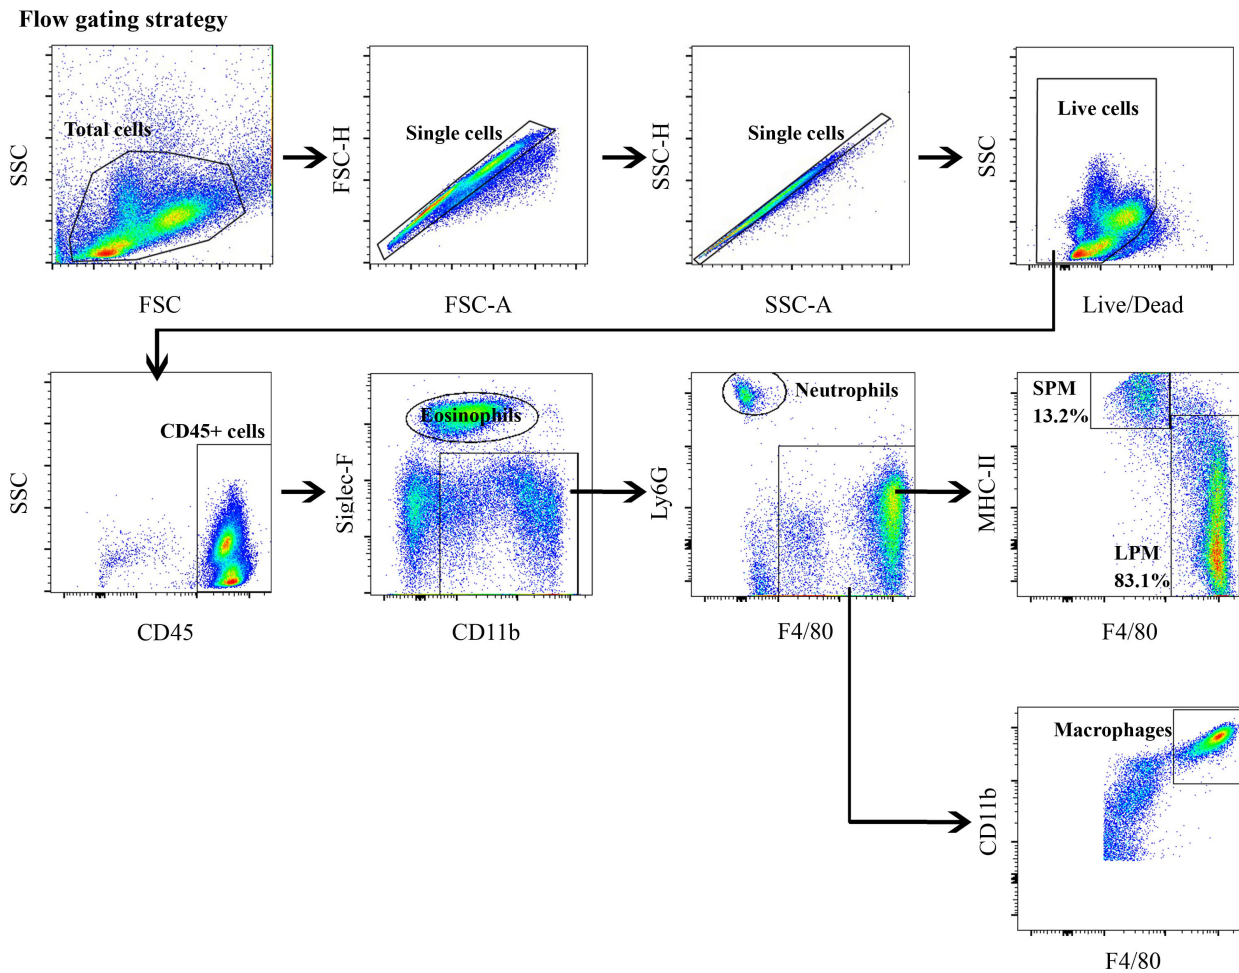 Flow gating strategy
SSC
Total cells
FSC
FSC-H
Single cells
FSC-A
SSC-H
Single cells
SSC-A
SSC
Live cells
Live/Dead
SSC
CD45+ cells
CD45
Siglec-F
Eosinophils
CD11b
Ly6G
Neutrophils
F4/80
MHC-II
SPM
13.2%
LPM
83.1%
F4/80
CD11b
Macrophages
F4/80